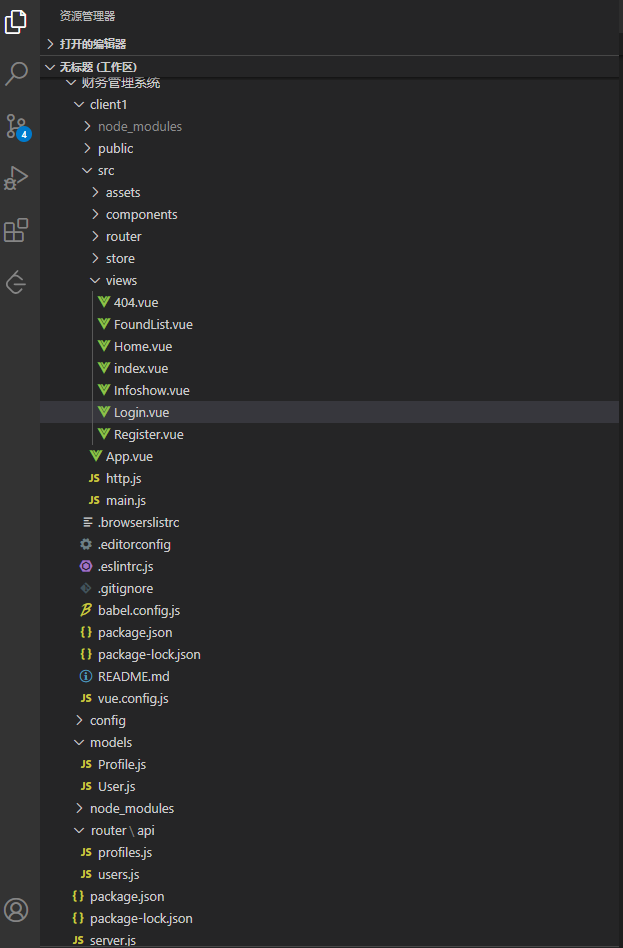 资源管理器
打开的编辑器
无标题 (工作区)
财务管理系统
client1
node_modules
public
src
assets
components
router
store
views
404.vue
FoundList.vue
Home.vue
index.vue
Infoshow.vue
Login.vue
Register.vue
App.vue
JS http.js
JS main.js
.browserslistrc
.editorconfig
.eslintrc.js
.gitignore
babel.config.js
{} package.json
{} package-lock.json
README.md
JS vue.config.js
config
models
JS Profile.js
JS User.js
node_modules
router \ api
JS profiles.js
JS users.js
{} package.json
{} package-lock.json
JS server.js
4